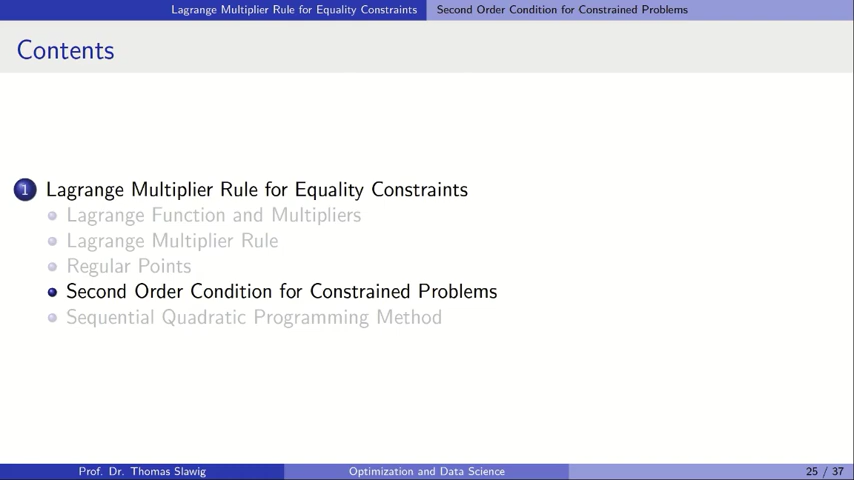 Lagrange Multiplier Rule for Equality Constraints Second Order Condition for Constrained Problems
Contents
1 Lagrange Multiplier Rule for Equality Constraints
Lagrange Function and Multipliers
Lagrange Multiplier Rule
Regular Points
Second Order Condition for Constrained Problems
Sequential Quadratic Programming Method
Prof. Dr. Thomas Slawig Optimization and Data Science 25 / 37